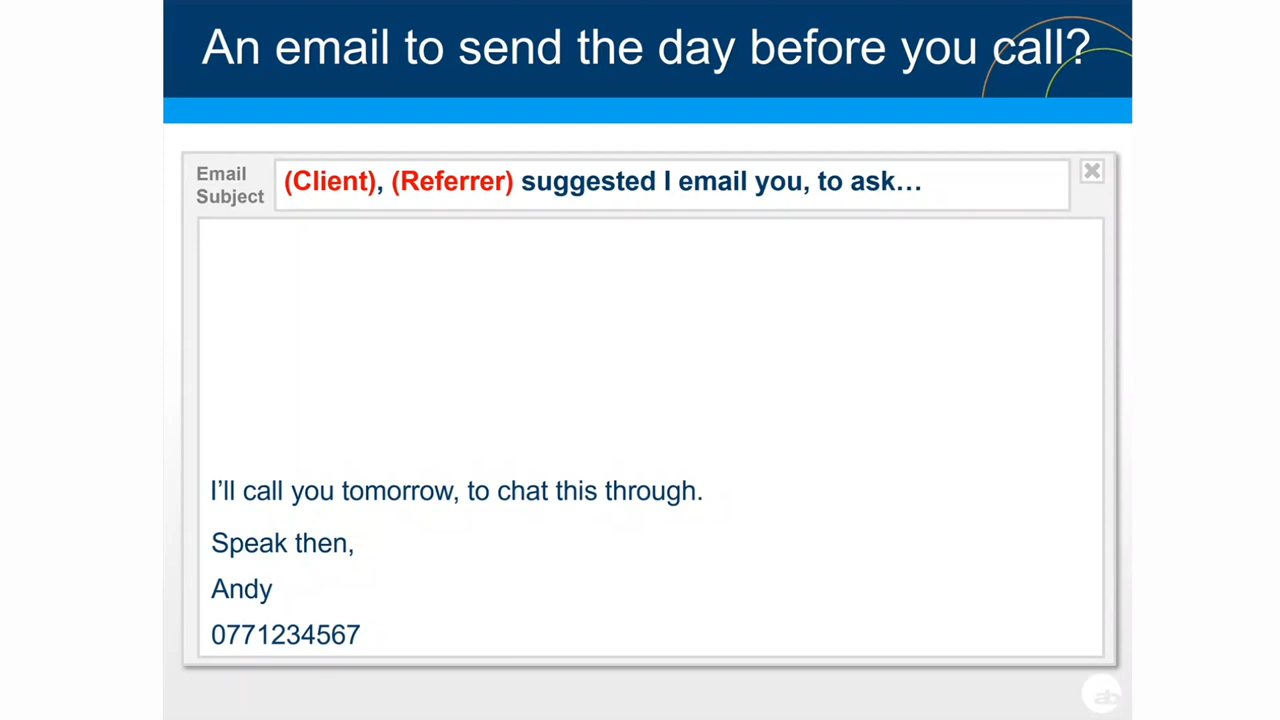 An email to send the day before you call?
Email
Subject
(Client), (Referrer) suggested I email you, to ask…
I’ll call you tomorrow, to chat this through.
Speak then,
Andy
0771234567
ab